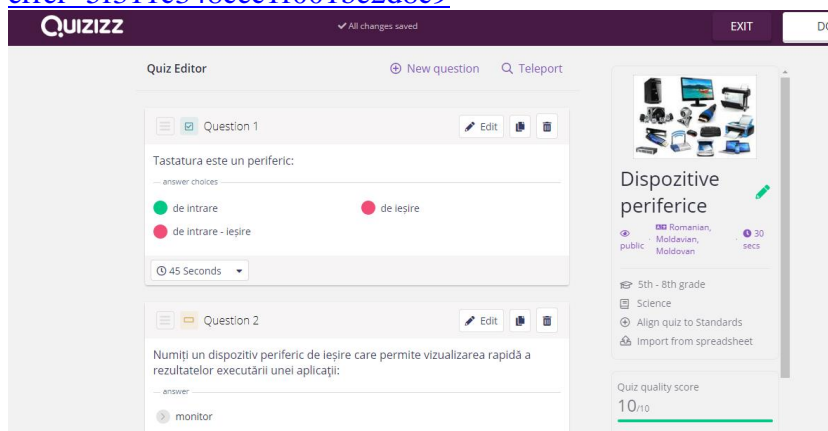 QUIZIZZ
All changes saved
EXIT
Quiz Editor
New question
Teleport
Question 1
Edit
Tastatura este un periferic:
answer choices
de intrare
de ieșire
de intrare - ieșire
45 Seconds
Question 2
Edit
Numiți un dispozitiv periferic de ieșire care permite vizualizarea rapidă a
rezultatelor executării unei aplicații:
answer
monitor
Dispozitive
periferice
public
Romanian,
Moldavian,
Moldovan
30
secs
5th - 8th grade
Science
Align quiz to Standards
Import from spreadsheet
Quiz quality score
10/10